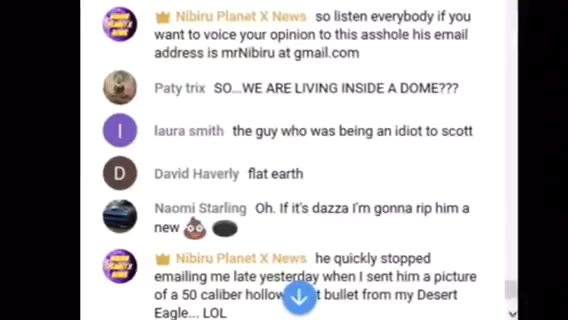 Nibiru Planet X News so listen everybody if you
want to voice your opinion to this asshole his email
address is mrNibiru at gmail.com
Paty trix SO...WE ARE LIVING INSIDE A DOME???
I laura smith the guy who was being an idiot to scott
D David Haverly flat earth
Naomi Starling Oh. If it's dazza I'm gonna rip him a
new 💩 🕳️
Nibiru Planet X News he quickly stopped
emailing me late yesterday when I sent him a picture
of a 50 caliber hollow t bullet from my Desert
Eagle... LOL